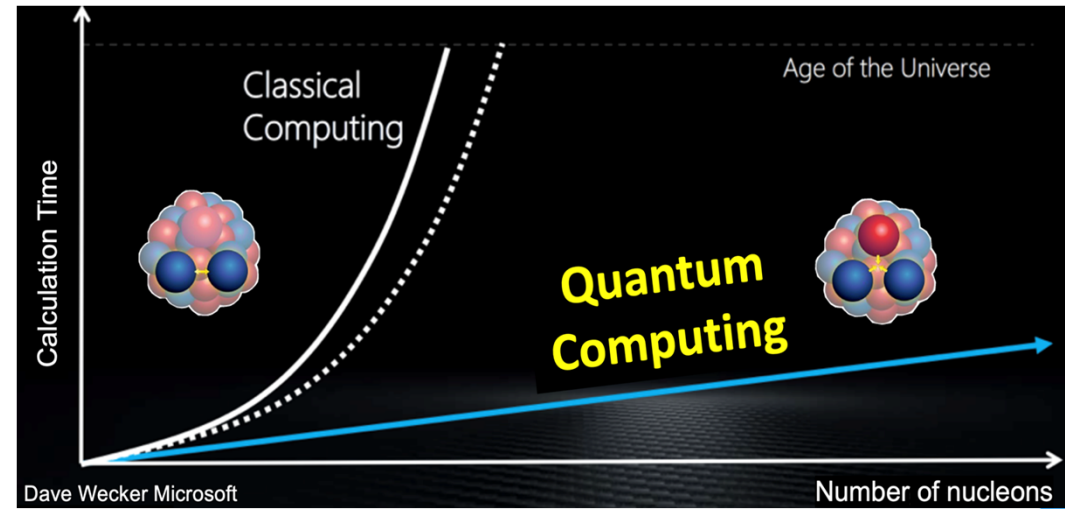 Age of the Universe
Classical
Computing
Calculation Time
Quantum
Computing
Dave Wecker Microsoft
Number of nucleons